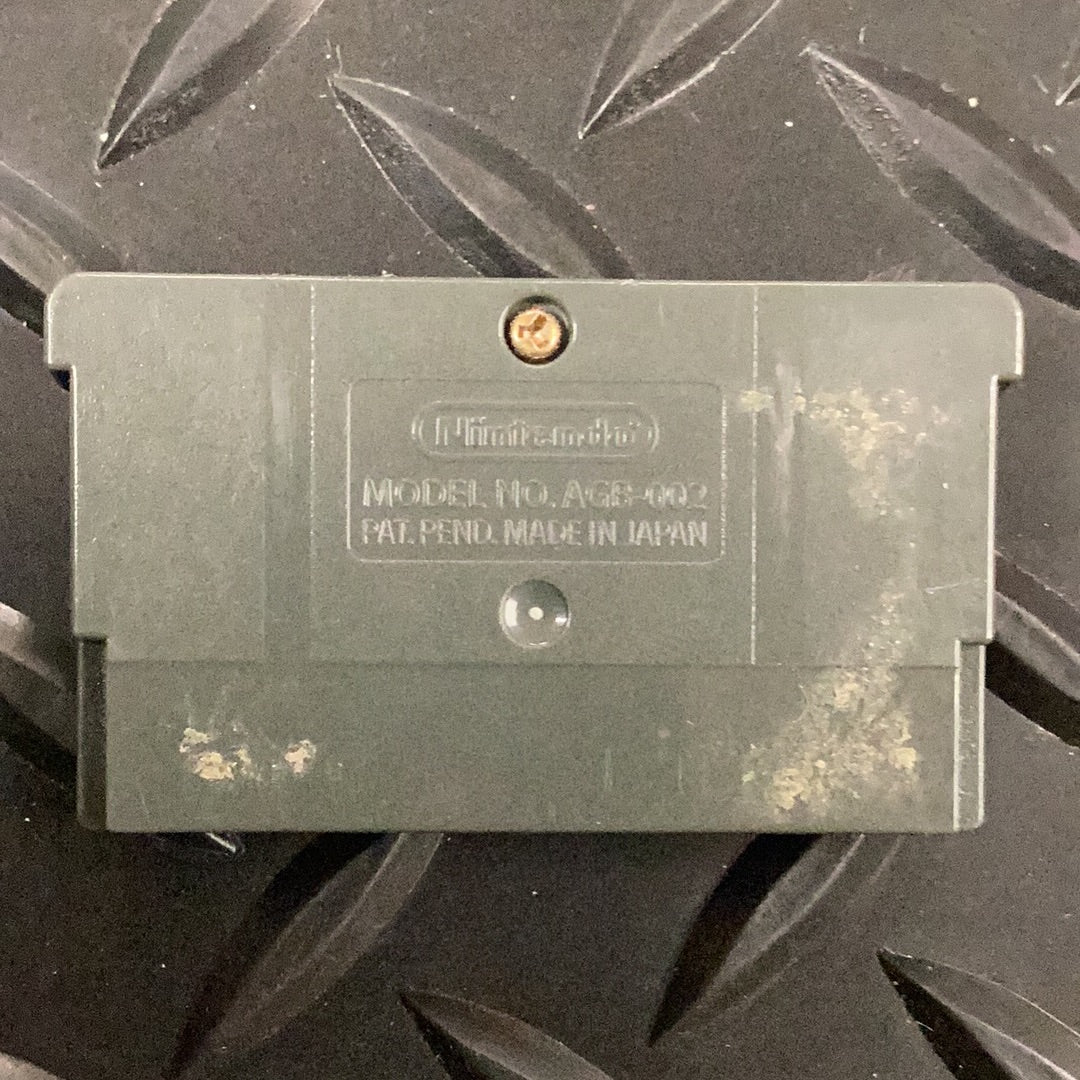 Nintendo
MODEL NO. AGB-002
PAT. PEND. MADE IN JAPAN